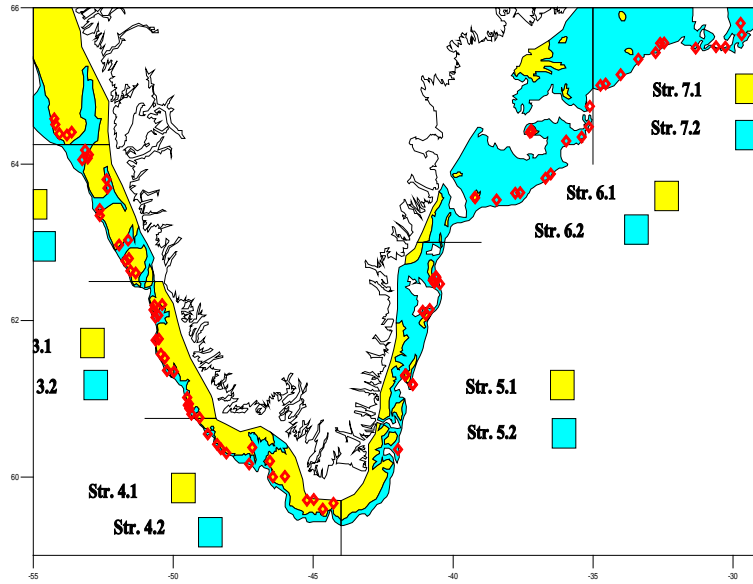 66
Str. 7.1
Str. 7.2
64
Str. 6.1
Str. 6.2
62
3.1
3.2
Str. 5.1
Str. 5.2
60
Str. 4.1
Str. 4.2
-55 -50 -45 -40 -35 -30